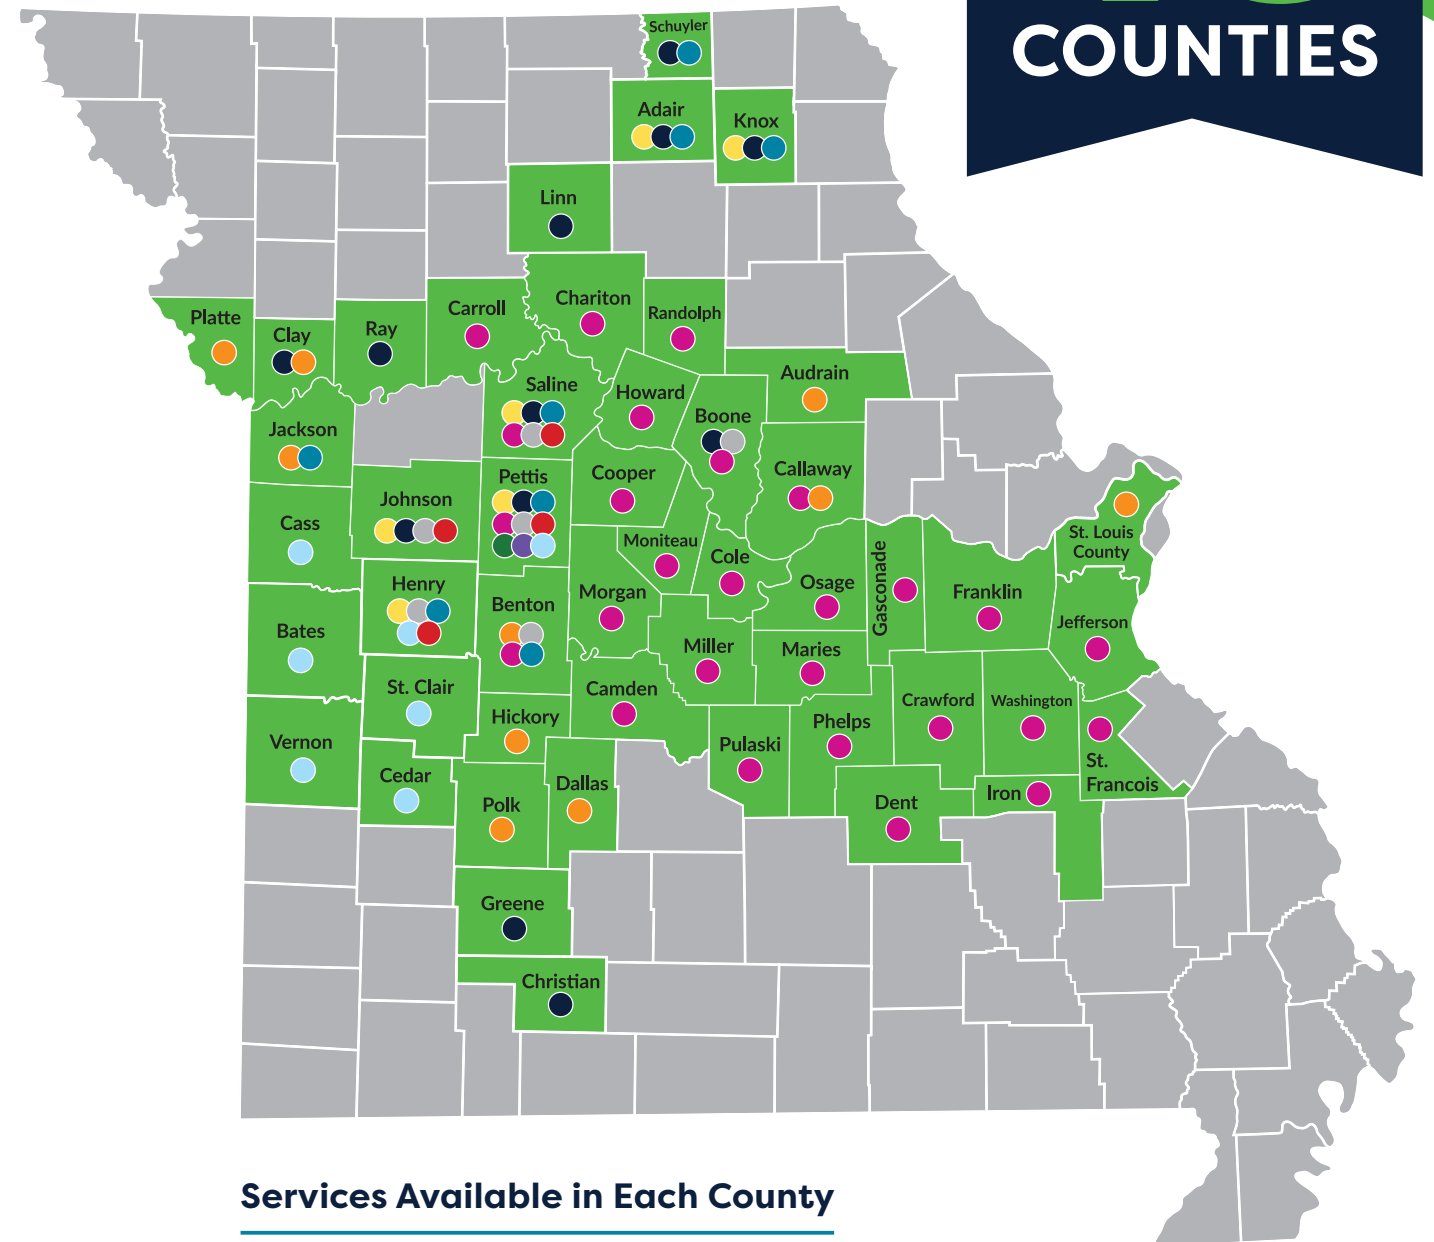 COUNTIES
Schuyler
Adair
Knox
Linn
Chariton
Carroll
Randolph
Platte
Clay
Ray
Audrain
Saline
Howard
Boone
Jackson
Callaway
Cooper
Pettis
Johnson
Cass
Moniteau
Cole
St. Louis
County
Gasconade
Osage
Franklin
Henry
Morgan
Benton
Bates
Jefferson
Miller
Maries
St. Clair
Camden
Crawford
Washington
Hickory
Phelps
Vernon
Pulaski
St.
Francois
Cedar
Dallas
Iron
Polk
Dent
Greene
Christian
Services Available in Each County